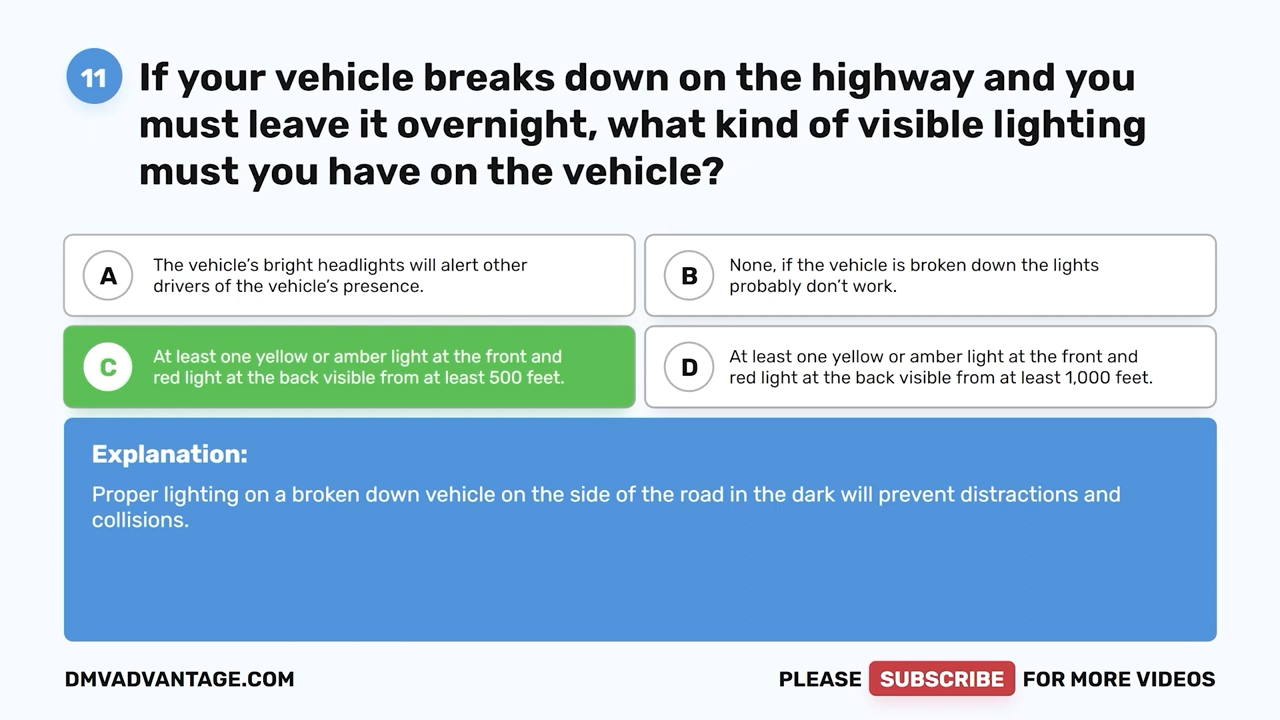 11
If your vehicle breaks down on the highway and you
must leave it overnight, what kind of visible lighting
must you have on the vehicle?
A
The vehicle's bright headlights will alert other
drivers of the vehicle's presence.
B
None, if the vehicle is broken down the lights
probably don't work.
C
At least one yellow or amber light at the front and
red light at the back visible from at least 500 feet.
D
At least one yellow or amber light at the front and
red light at the back visible from at least 1,000 feet.
Explanation:
Proper lighting on a broken down vehicle on the side of the road in the dark will prevent distractions and
collisions.
DMVADVANTAGE.COM
PLEASE SUBSCRIBE FOR MORE VIDEOS